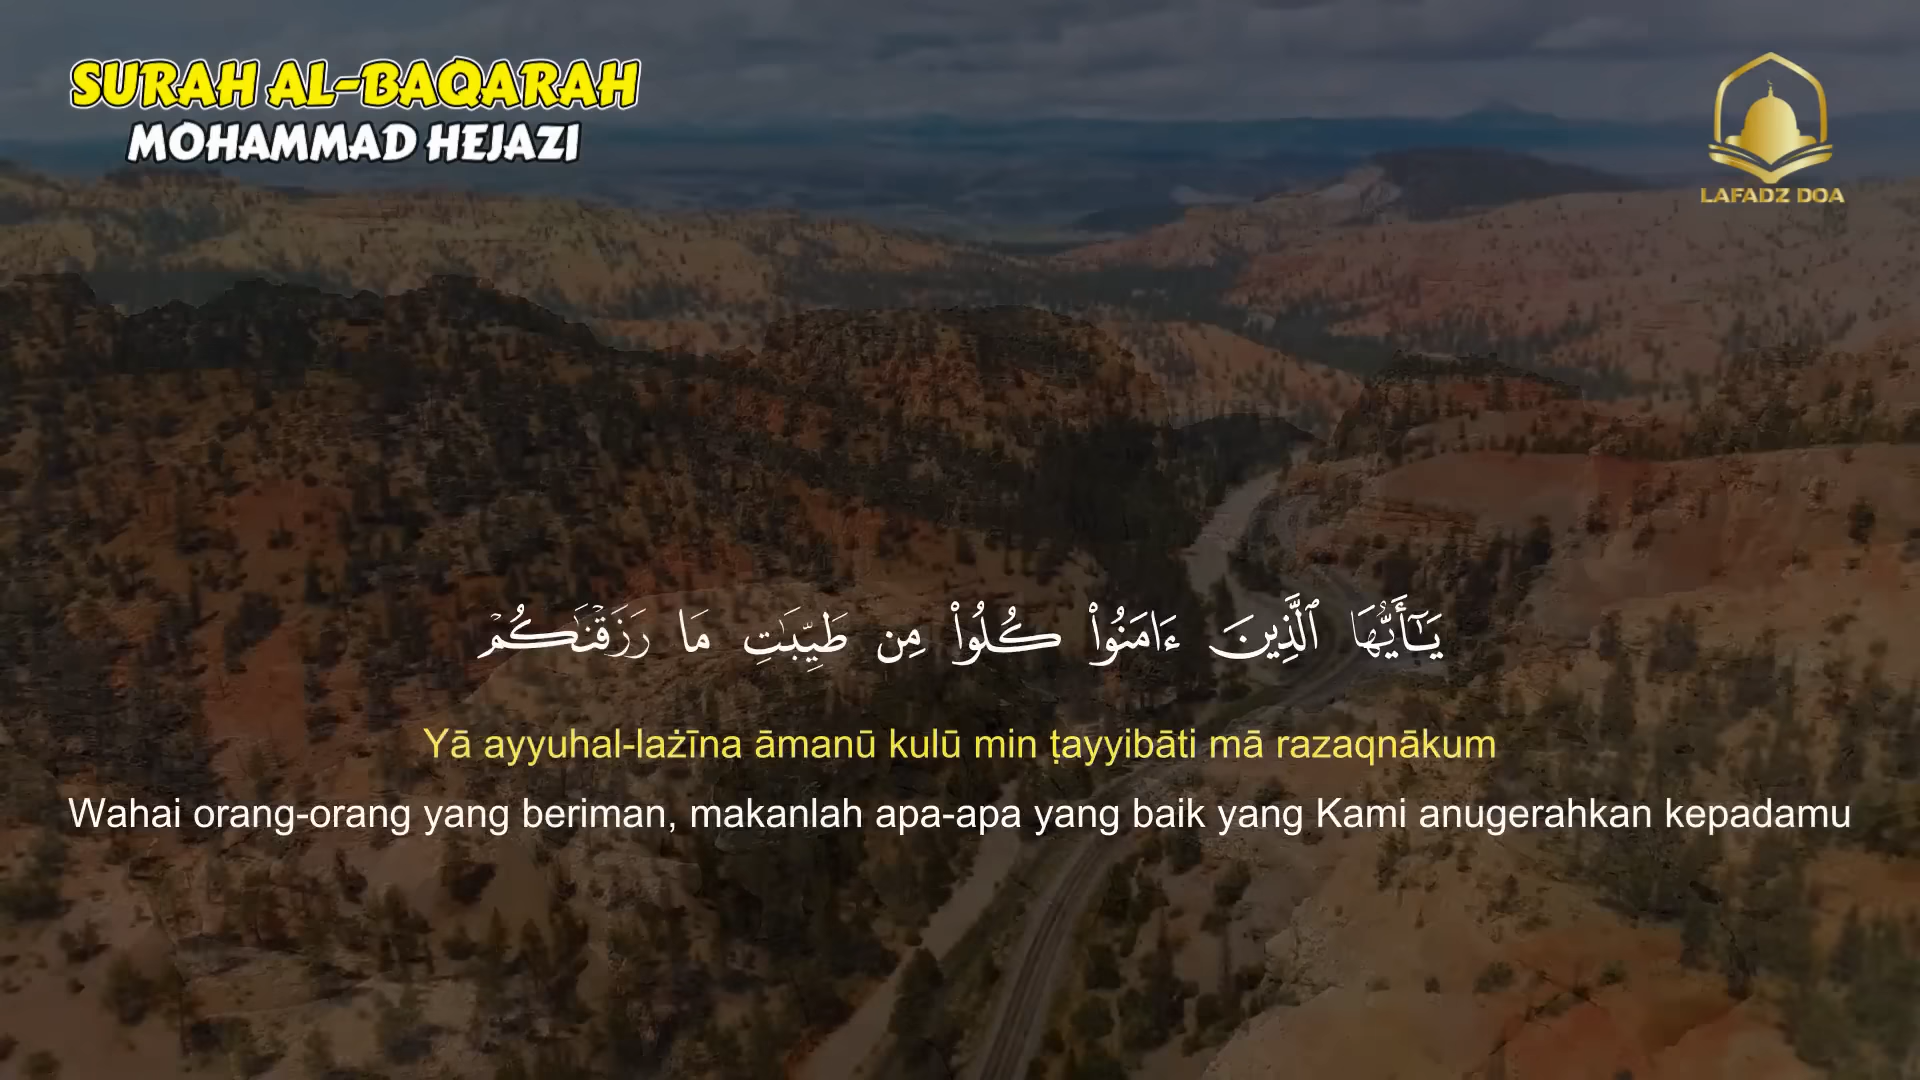 SURAH AL-BAQARAH
MOHAMMAD HEJAZI
LAFADZ DOA
يَـٰٓأَيُّهَا ٱلَّذِينَ ءَامَنُوا۟ كُلُوا۟ مِن طَيِّبَـٰتِ مَا رَزَقْنَـٰكُمْ
Yā ayyuhal-lażīna āmanū kulū min ṭayyibāti mā razaqnākum
Wahai orang-orang yang beriman, makanlah apa-apa yang baik yang Kami anugerahkan kepadamu